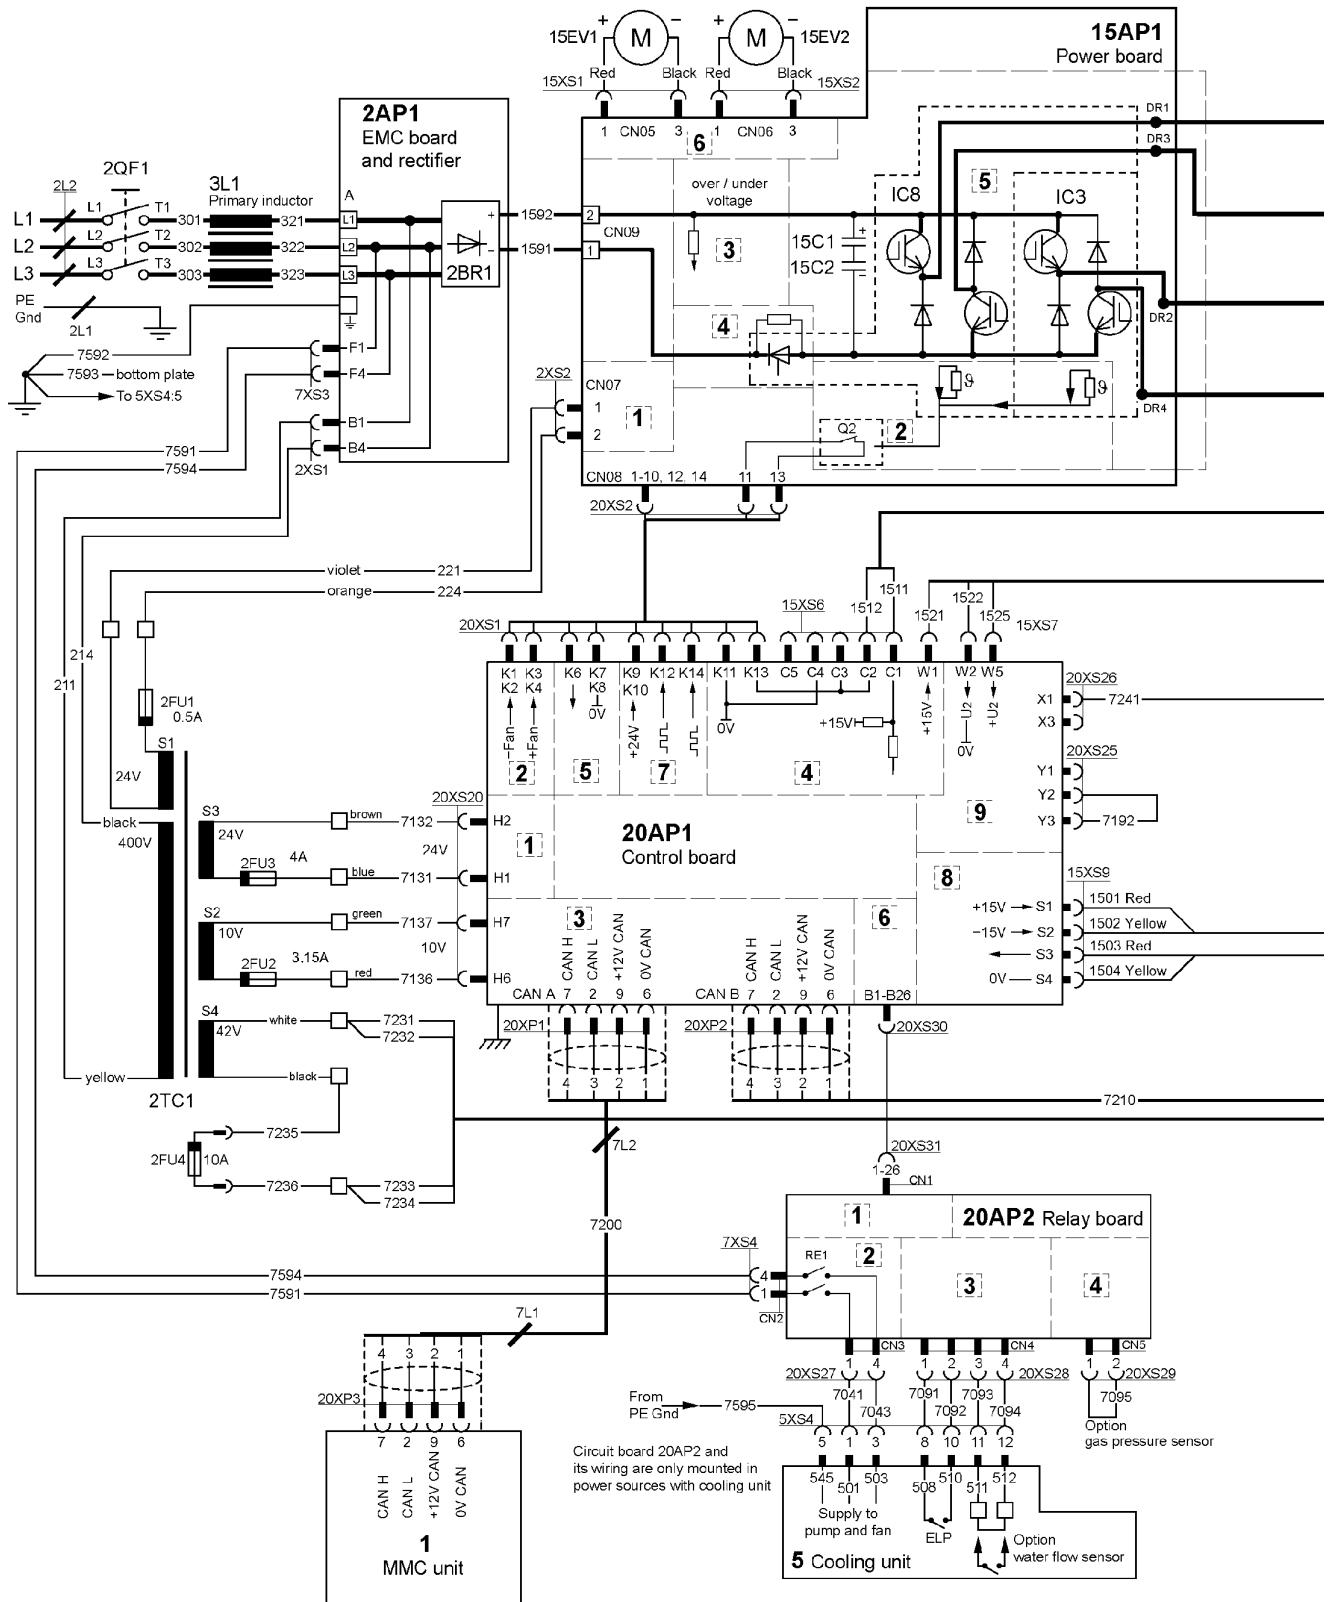 15EV1 + M − + M − 15EV2
Red Black Red Black
15XS1 15XS2
1 CN05 3 1 CN06 3
6
15AP1
Power board
2AP1
EMC board
and rectifier
2QF1
2L2
3L1
Primary inductor
A
L1 L1 T1 301 321 L1
L2 L2 T2 302 322 L2
L3 L3 T3 303 323 L3
+
−
2BR1
PE
Gnd
2L1
1592 2
1591 1
CN09
over / under
voltage
3
4
15C1 +
15C2 −
IC8
5
IC3
DR1
DR3
DR2
DR4
ϑ
ϑ
7592
7593 bottom plate
To 5XS4:5
F1
F4
7XS3
B1
B4
2XS1
7591
7594
2XS2
CN07
1
2
1
Q2
2
CN08 1-10, 12, 14 11 13
20XS2
violet 221
orange 224
214
211
2FU1
0.5A
S1
24V
black
400V
yellow
2TC1
S3
24V
2FU3
4A
S2
10V
2FU2
3.15A
S4
42V
brown 7132
blue 7131
24V
green 7137
red 7136
10V
white 7231
7232
black
7235
2FU4 10A
7236 7233
7234
20XS20
20XS1
15XS6
1512
1511
1521
1522
1525
15XS7
K1 K3 K6 K7 K9 K12 K14 K11 K13 C5 C4 C3 C2 C1 W1 W2 W5
K2 K4 K8 K10
−Fan
+Fan
0V
+24V
0V
+15V
+15V
−U2
0V
+U2
2
5
7
4
9
20AP1
Control board
1
H2
H1
H7
H6
3
8
6
20XS26
X1 7241
X3
20XS25
Y1
Y2
Y3 7192
15XS9
+15V S1 1501 Red
−15V S2 1502 Yellow
S3 1503 Red
0V S4 1504 Yellow
CAN H
CAN L
+12V CAN
0V CAN
CAN A 7 2 9 6
CAN H
CAN L
+12V CAN
0V CAN
CAN B 7 2 9 6
B1-B26
20XP1
20XP2
20XS30
4 3 2 1
4 3 2 1
7210
7L2
7200
20XS31
1-26
CN1
1
20AP2 Relay board
7XS4
2
RE1
3
4
4
1
CN2
7594
7591
7L1
CN3
CN4
CN5
1 4 1 2 3 4 1 2
20XS27 20XS28 20XS29
7041
7043
7091
7092
7093
7094
7095
Option
gas pressure sensor
From
PE Gnd
7595
5XS4
5 1 3 8 10 11 12
Circuit board 20AP2 and
its wiring are only mounted in
power sources with cooling unit
545 501 503 508 510 511 512
Supply to
pump and fan
ELP
Option
water flow sensor
5 Cooling unit
4 3 2 1
20XP3
7 2 9 6
CAN H
CAN L
+12V CAN
0V CAN
1
MMC unit